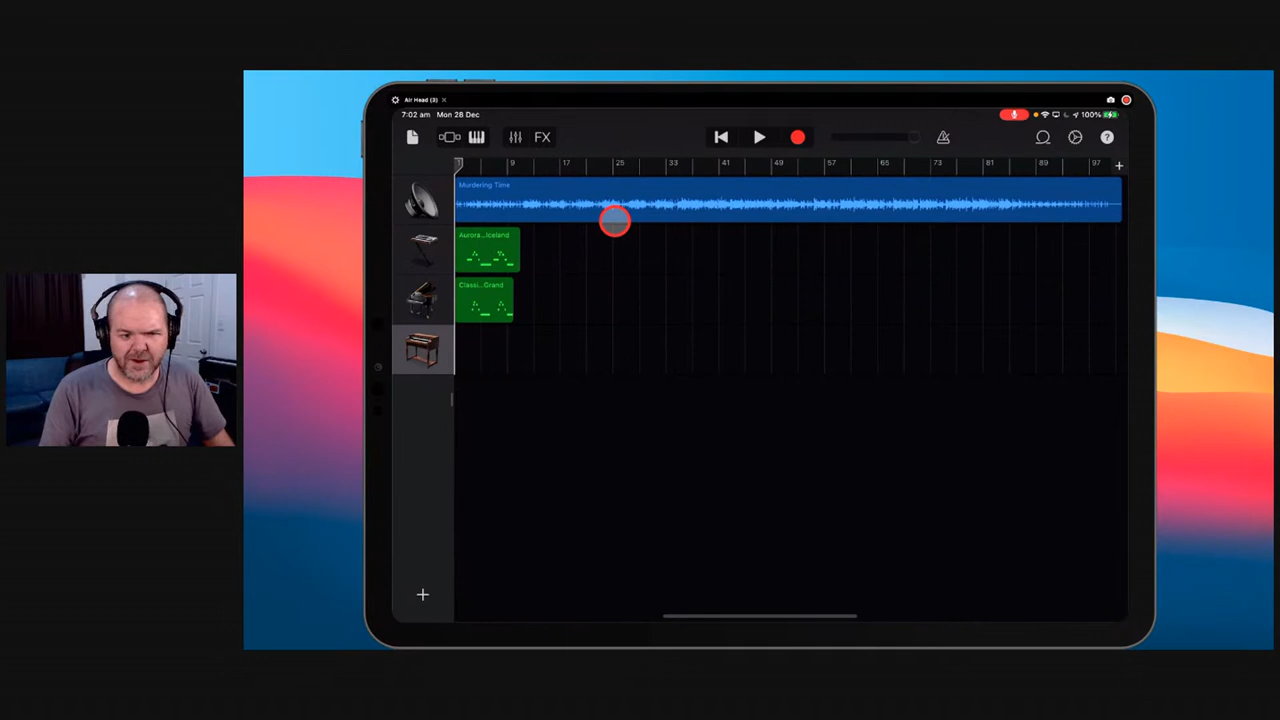 Air Head (3) ×
7:02 am Mon 28 Dec
100%
FX
?
1 9 17 25 33 41 49 57 65 73 81 89 97 +
Murdering Time
Aurora...Iceland
Classi...Grand
+